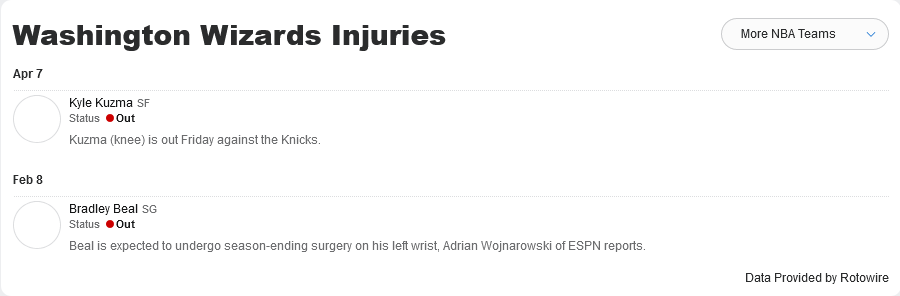 Washington Wizards Injuries
More NBA Teams
Apr 7
Kyle Kuzma SF
Status Out
Kuzma (knee) is out Friday against the Knicks.
Feb 8
Bradley Beal SG
Status Out
Beal is expected to undergo season-ending surgery on his left wrist, Adrian Wojnarowski of ESPN reports.
Data Provided by Rotowire